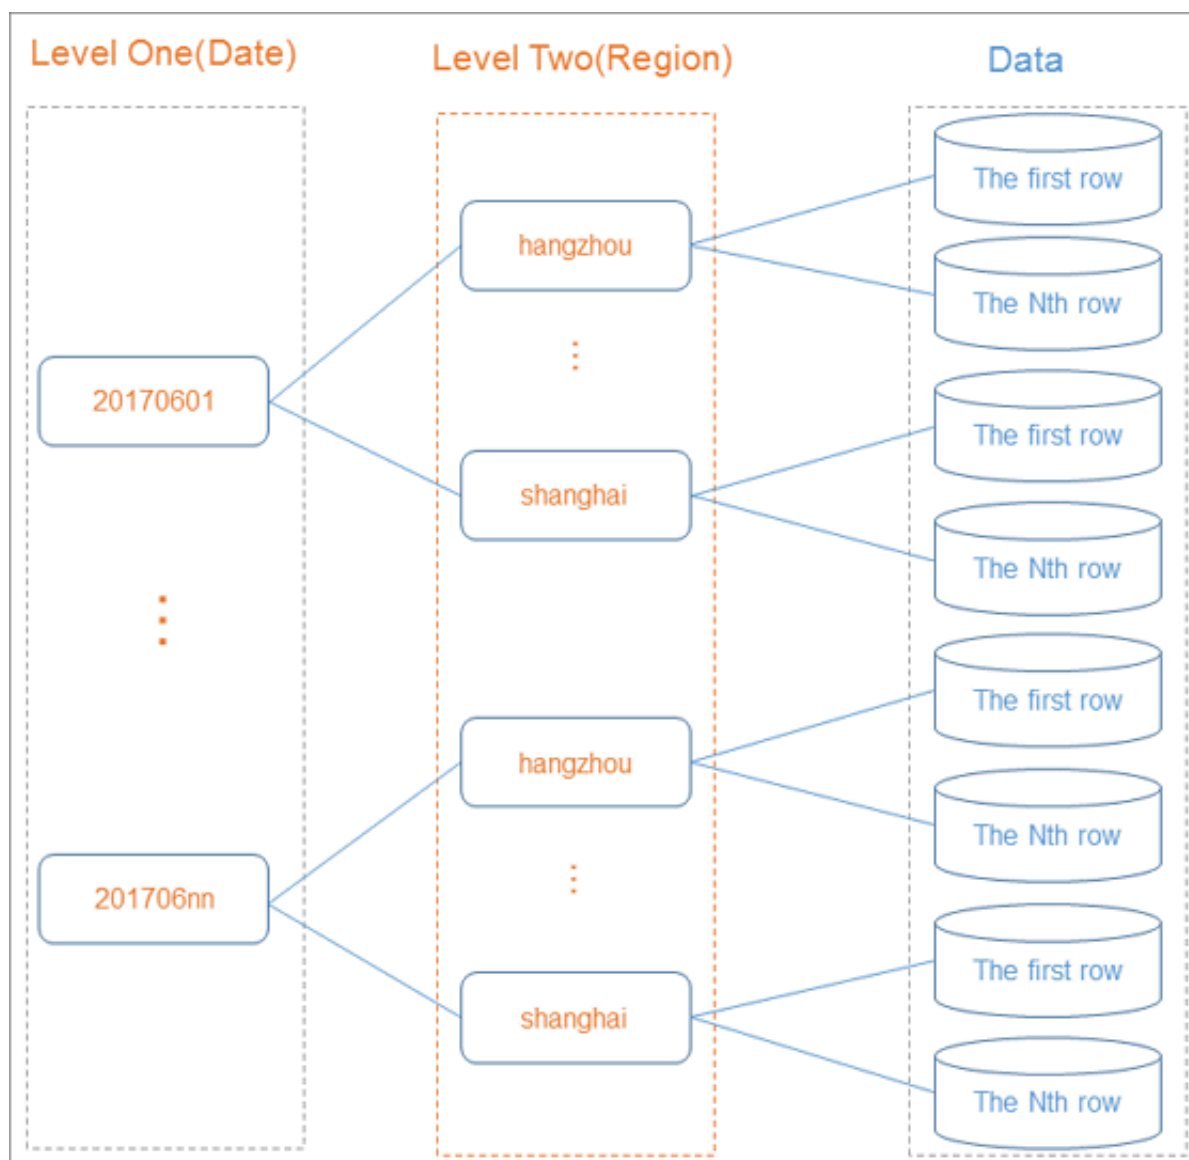 Level One(Date)
Level Two(Region)
Data
20170601
hangzhou
The first row
The Nth row
shanghai
The first row
The Nth row
201706nn
hangzhou
The first row
The Nth row
shanghai
The first row
The Nth row